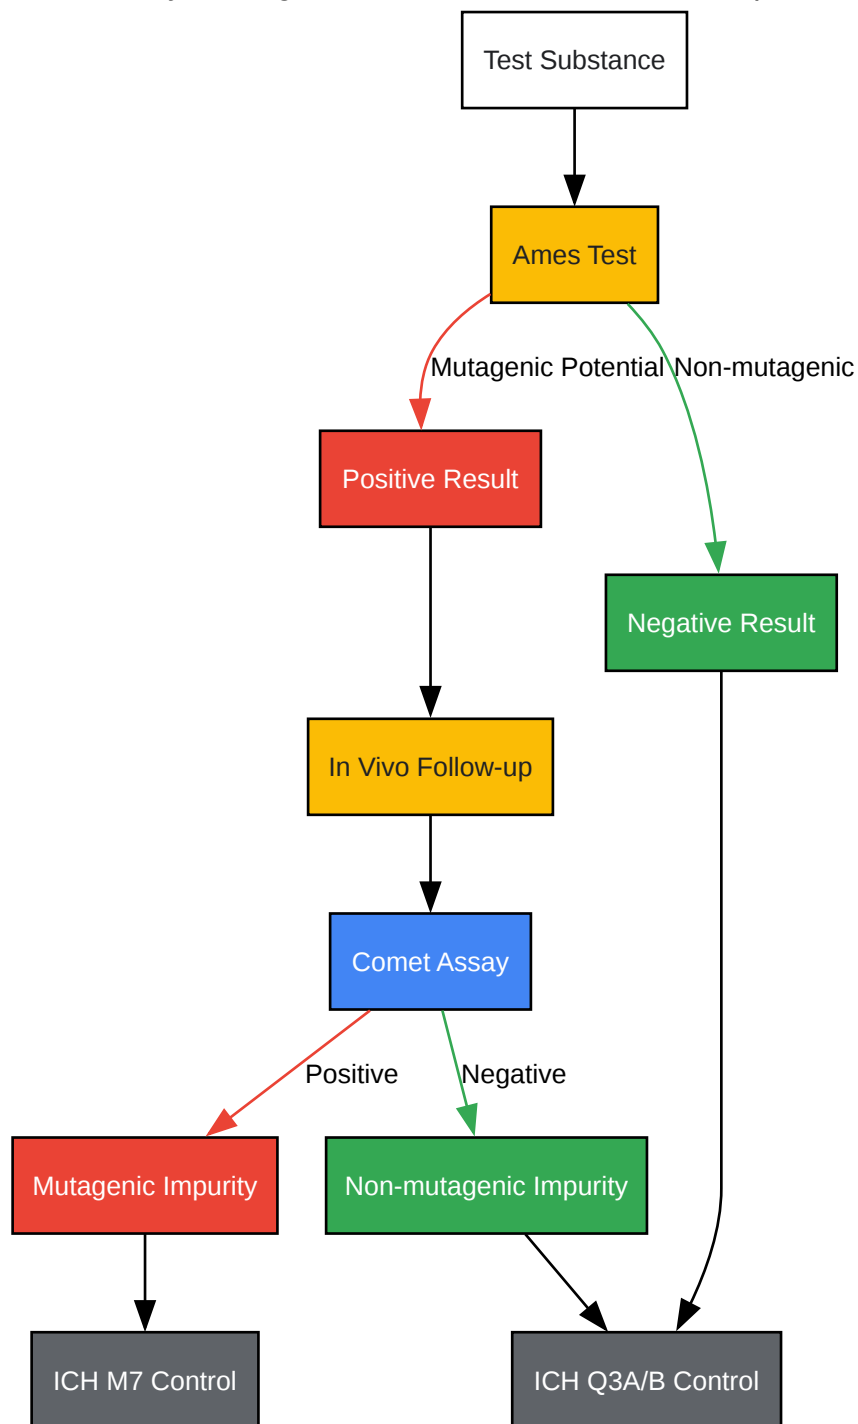 Test Substance
Ames Test
Mutagenic Potential
Non-mutagenic
Positive Result
Negative Result
In Vivo Follow-up
Comet Assay
Positive
Negative
Mutagenic Impurity
Non-mutagenic Impurity
ICH M7 Control
ICH Q3A/B Control